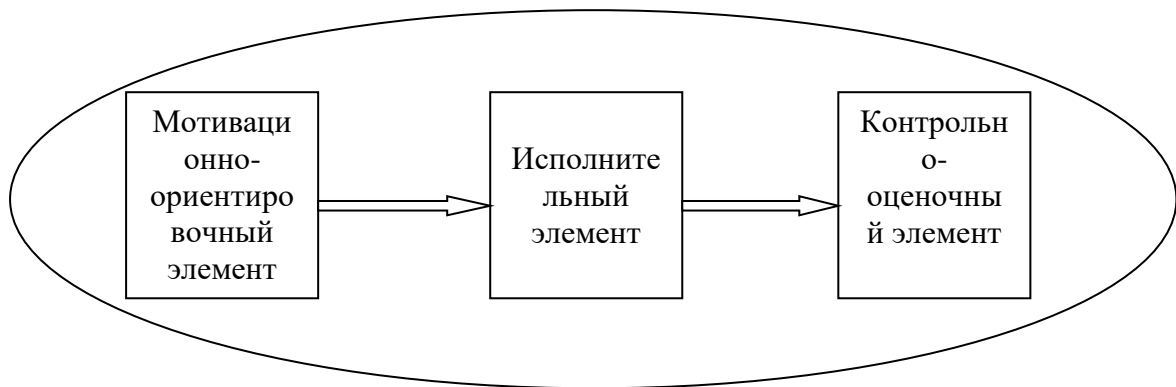 Мотиваци
онно-
ориентиро
вочный
элемент
Исполните
льный
элемент
Контрольн
о-
оценочны
й элемент